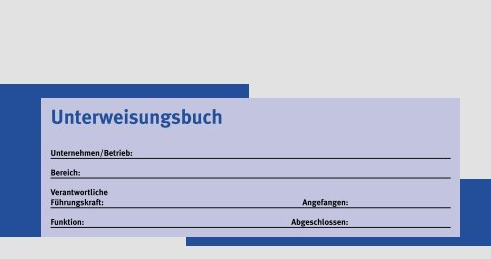 Unterweisungsbuch
Unternehmen/Betrieb:
Bereich:
Verantwortliche
Führungskraft: Angefangen:
Funktion: Abgeschlossen: